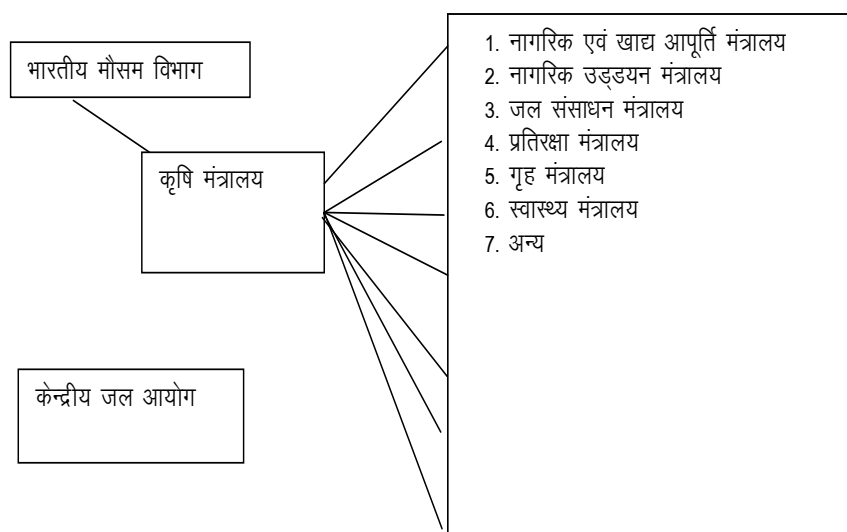 भारतीय मौसम विभाग
कृषि मंत्रालय
केन्द्रीय जल आयोग
1. नागरिक एवं खाद्य आपूर्ति मंत्रालय
2. नागरिक उड्डयन मंत्रालय
3. जल संसाधन मंत्रालय
4. प्रतिरक्षा मंत्रालय
5. गृह मंत्रालय
6. स्वास्थ्य मंत्रालय
7. अन्य